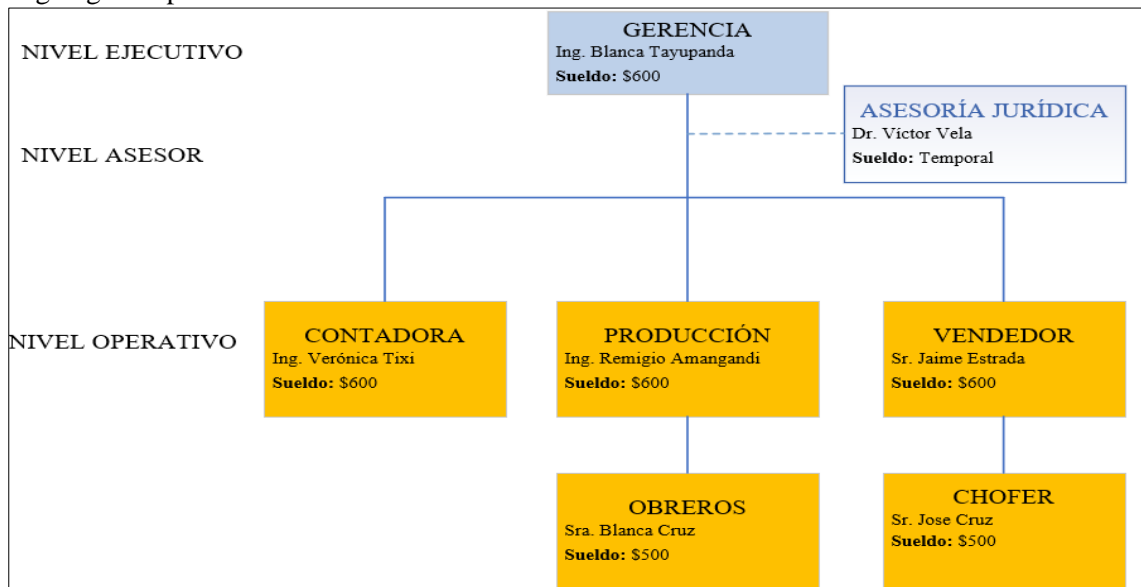 GERENCIA
NIVEL EJECUTIVO
Ing. Blanca Tayupanda
Sueldo: $600
ASESORÍA JURÍDICA
Dr. Víctor Vela
NIVEL ASESOR
Sueldo: Temporal
NIVEL OPERATIVO
CONTADORA
Ing. Verónica Tixi
Sueldo: $600
PRODUCCIÓN
Ing. Remigio Amangandi
Sueldo: $600
VENDEDOR
Sr. Jaime Estrada
Sueldo: $600
OBREROS
Sra. Blanca Cruz
Sueldo: $500
CHOFER
Sr. Jose Cruz
Sueldo: $500